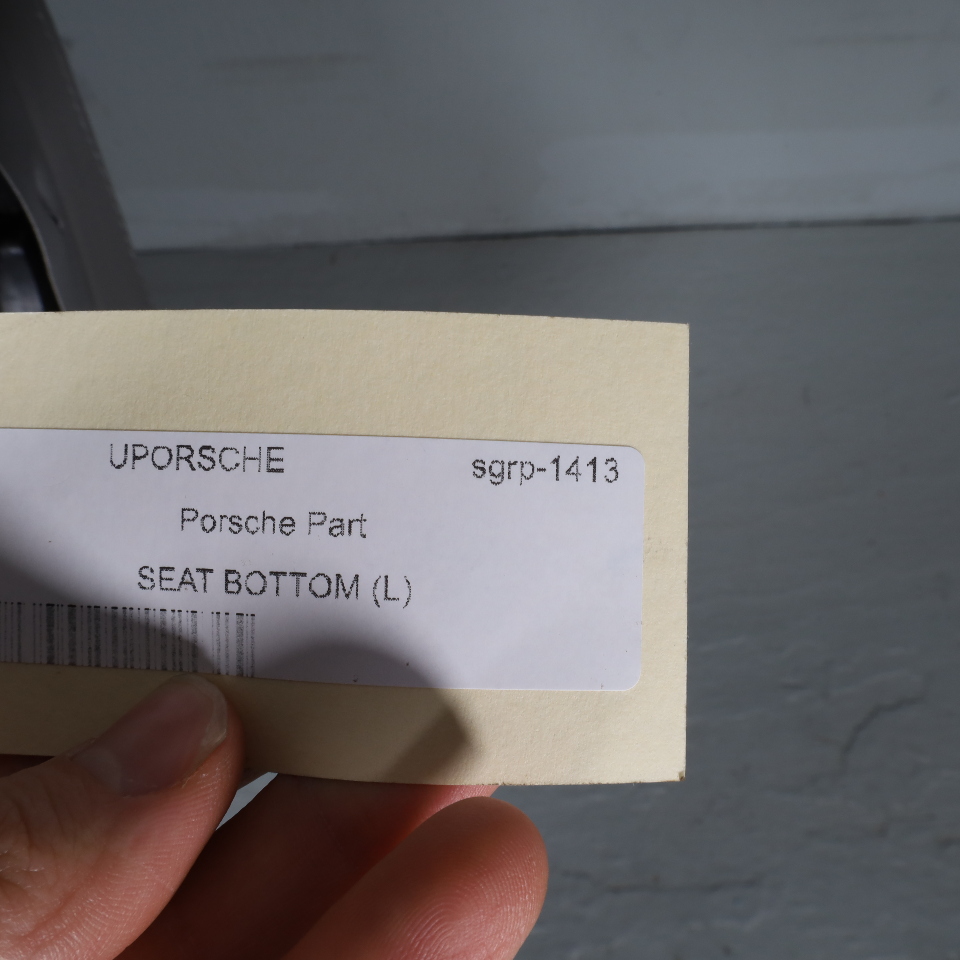 UPORSCHE sgrp-1413
Porsche Part
SEAT BOTTOM (L)